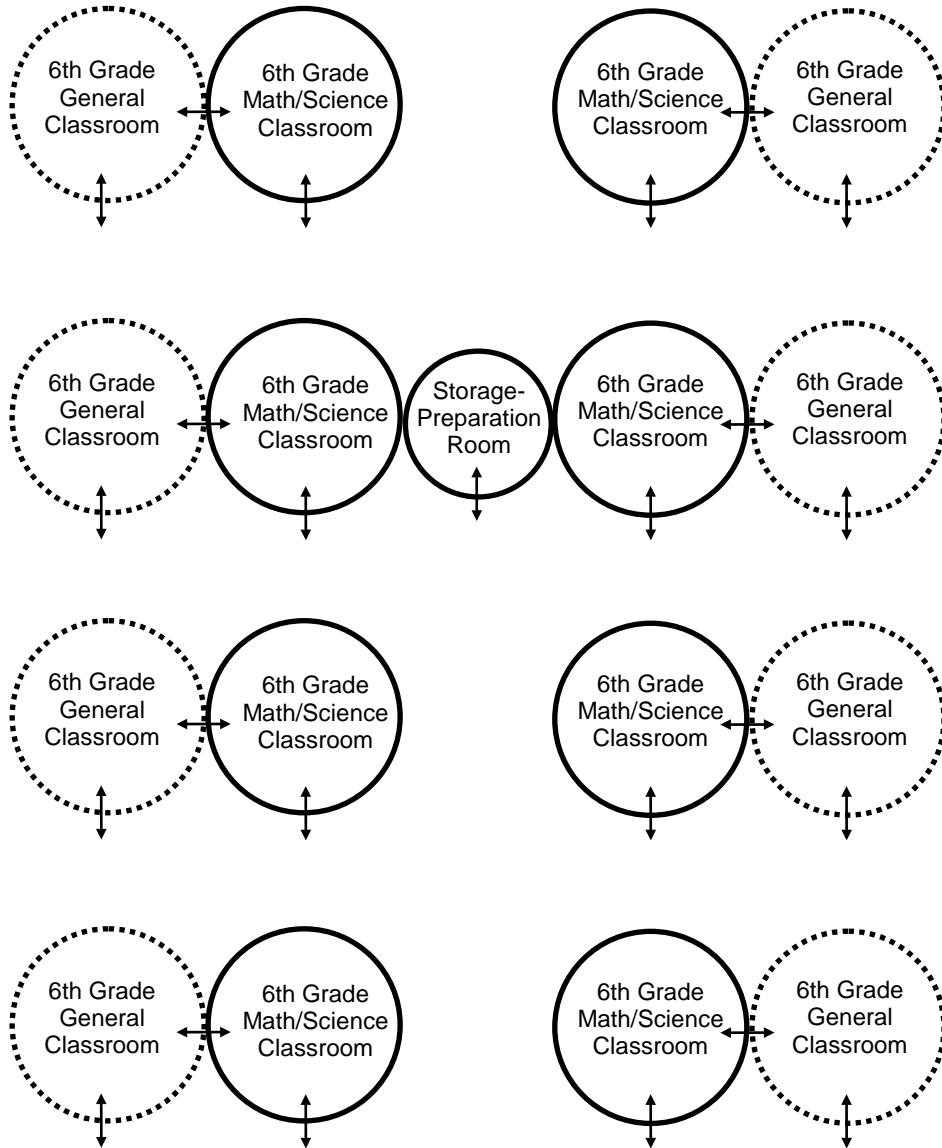 6th Grade
General
Classroom
6th Grade
Math/Science
Classroom
6th Grade
Math/Science
Classroom
6th Grade
General
Classroom
6th Grade
General
Classroom
6th Grade
Math/Science
Classroom
Storage-
Preparation
Room
6th Grade
Math/Science
Classroom
6th Grade
General
Classroom
6th Grade
General
Classroom
6th Grade
Math/Science
Classroom
6th Grade
Math/Science
Classroom
6th Grade
General
Classroom
6th Grade
General
Classroom
6th Grade
Math/Science
Classroom
6th Grade
Math/Science
Classroom
6th Grade
General
Classroom